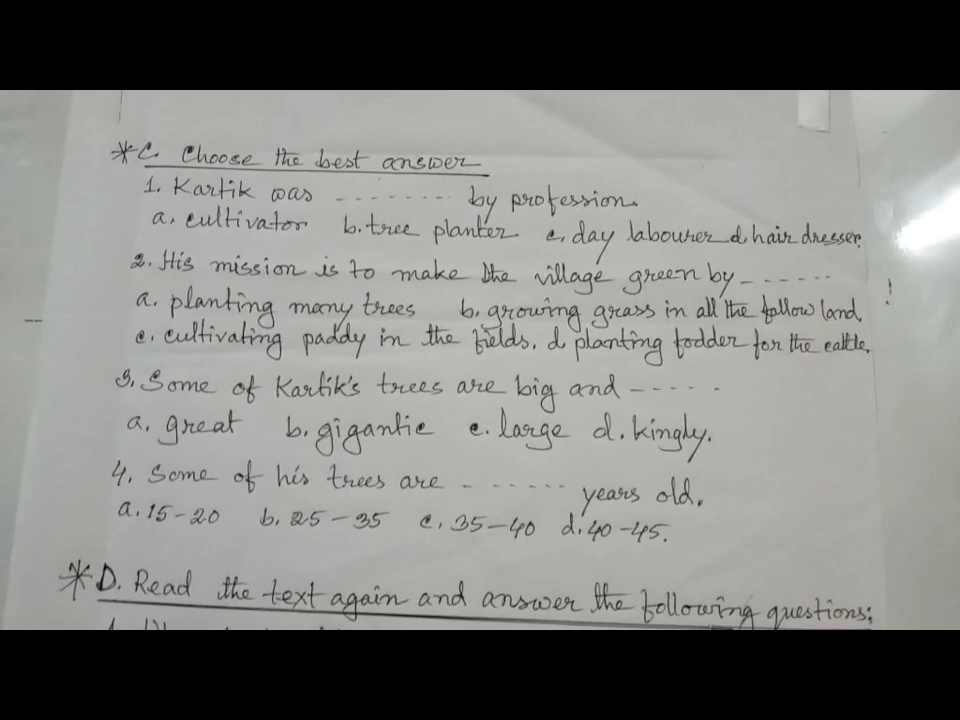 *C. Choose the best answer
1. Kartik was -------- by profession.
a. cultivator b. tree planter c. day labourer d. hair dresser.
2. His mission is to make the village green by ------
a. planting many trees b. growing grass in all the fallow land.
c. cultivating paddy in the fields. d planting fodder for the cattle.
3. Some of Kartik's trees are big and -----
a. great b. gigantic c. large d. kingly.
4. Some of his trees are ------ years old.
a. 15-20 b. 25-35 c. 35-40 d. 40-45.
*D. Read the text again and answer the following questions: